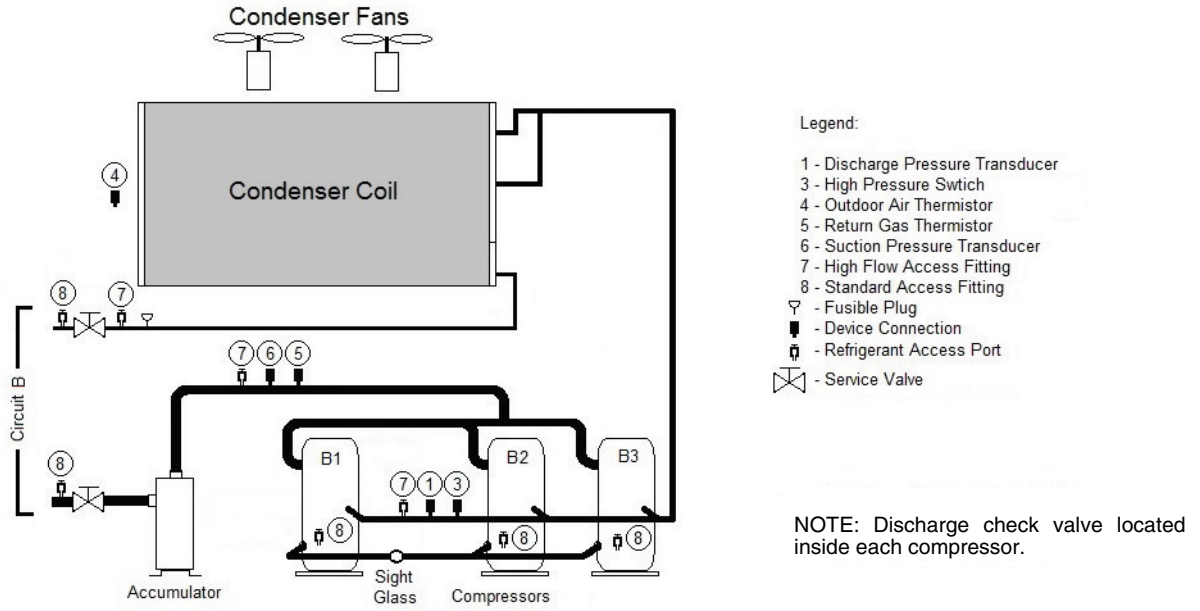 Condenser Fans
Condenser Coil
4
8
7
7
6
5
Circuit B
8
B1
B2
B3
7
1
3
8
8
8
Accumulator
Sight
Glass
Compressors
Legend:
1 - Discharge Pressure Transducer
3 - High Pressure Swtich
4 - Outdoor Air Thermistor
5 - Return Gas Thermistor
6 - Suction Pressure Transducer
7 - High Flow Access Fitting
8 - Standard Access Fitting
- Fusible Plug
- Device Connection
- Refrigerant Access Port
- Service Valve
NOTE: Discharge check valve located
inside each compressor.